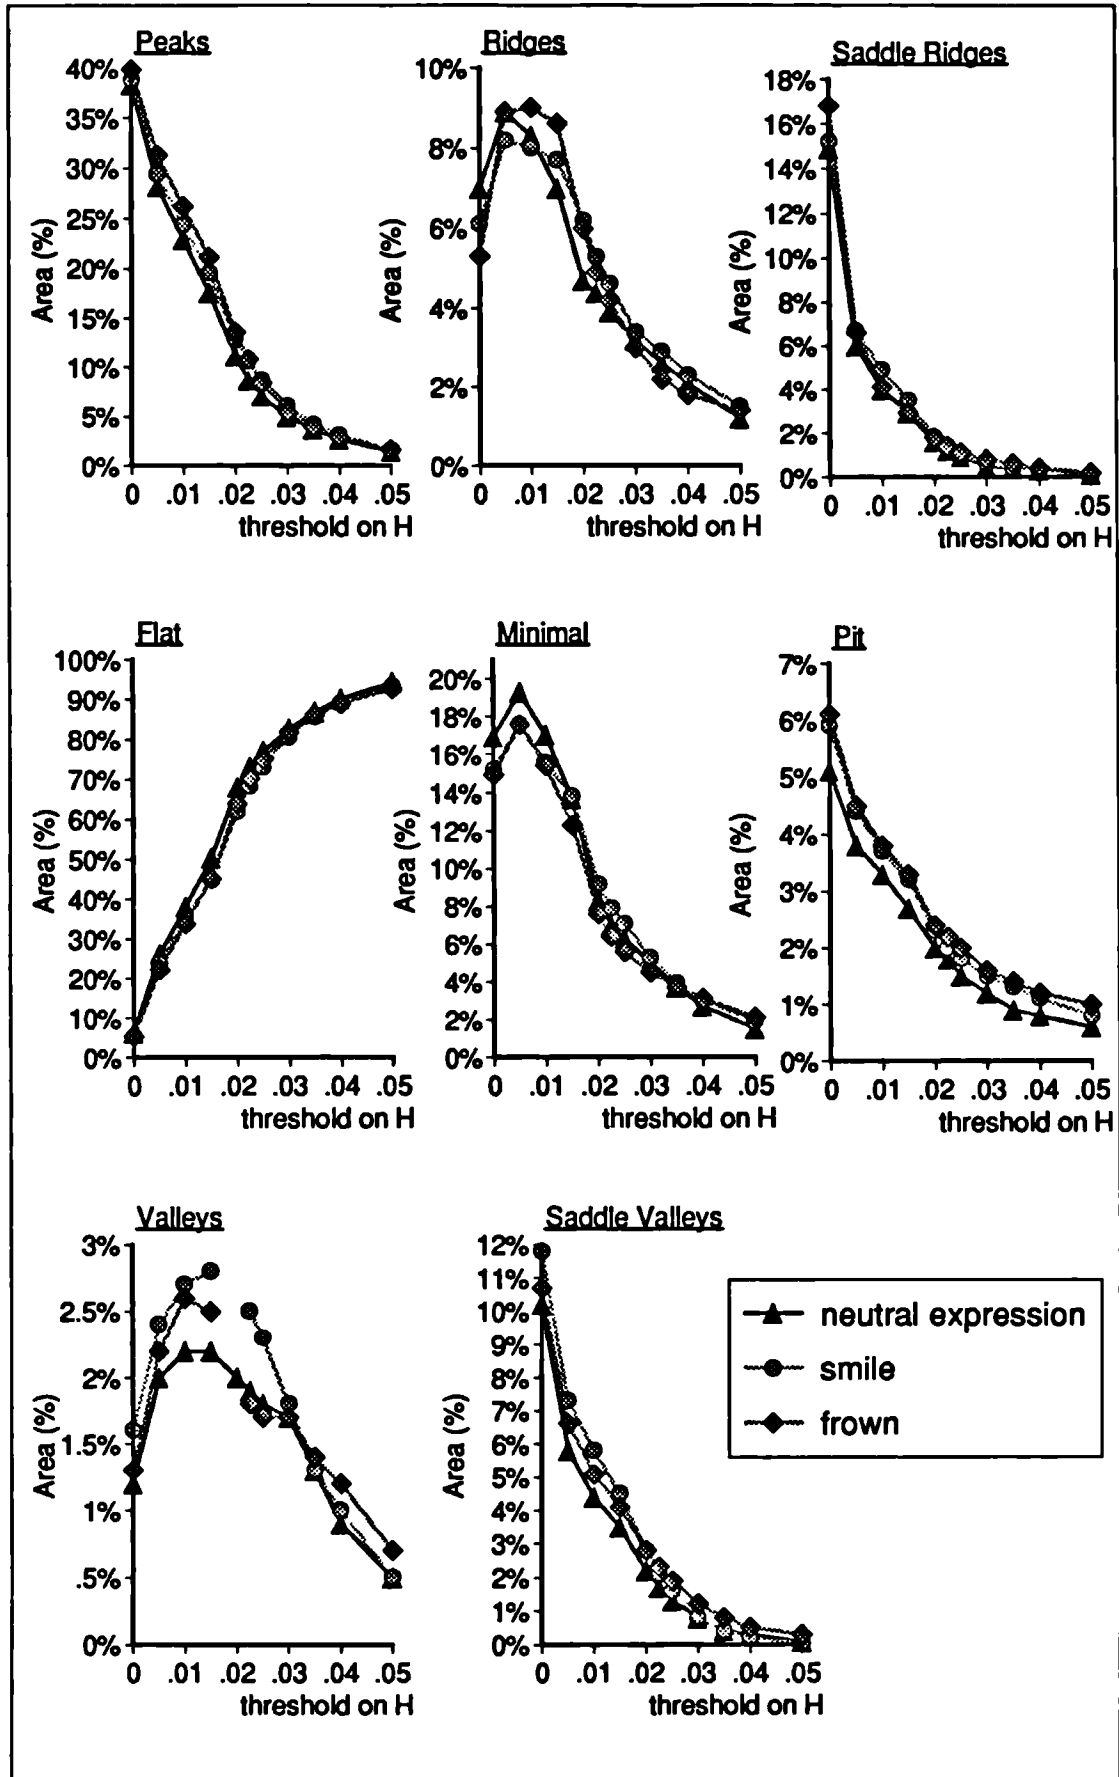 Peaks
40%
35%
30%
25%
20%
15%
10%
5%
0%
Area (%)
0 .01 .02 .03 .04 .05
threshold on H
Ridges
10%
8%
6%
4%
2%
0%
Area (%)
0 .01 .02 .03 .04 .05
threshold on H
Saddle Ridges
18%
16%
14%
12%
10%
8%
6%
4%
2%
0%
Area (%)
0 .01 .02 .03 .04 .05
threshold on H
Flat
100%
90%
80%
70%
60%
50%
40%
30%
20%
10%
0%
Area (%)
0 .01 .02 .03 .04 .05
threshold on H
Minimal
20%
18%
16%
14%
12%
10%
8%
6%
4%
2%
0%
Area (%)
0 .01 .02 .03 .04 .05
threshold on H
Pit
7%
6%
5%
4%
3%
2%
1%
0%
Area (%)
0 .01 .02 .03 .04 .05
threshold on H
Valleys
3%
2.5%
2%
1.5%
1%
.5%
0%
Area (%)
0 .01 .02 .03 .04 .05
threshold on H
Saddle Valleys
12%
11%
10%
9%
8%
7%
6%
5%
4%
3%
2%
1%
0%
Area (%)
0 .01 .02 .03 .04 .05
threshold on H
neutral expression
smile
frown